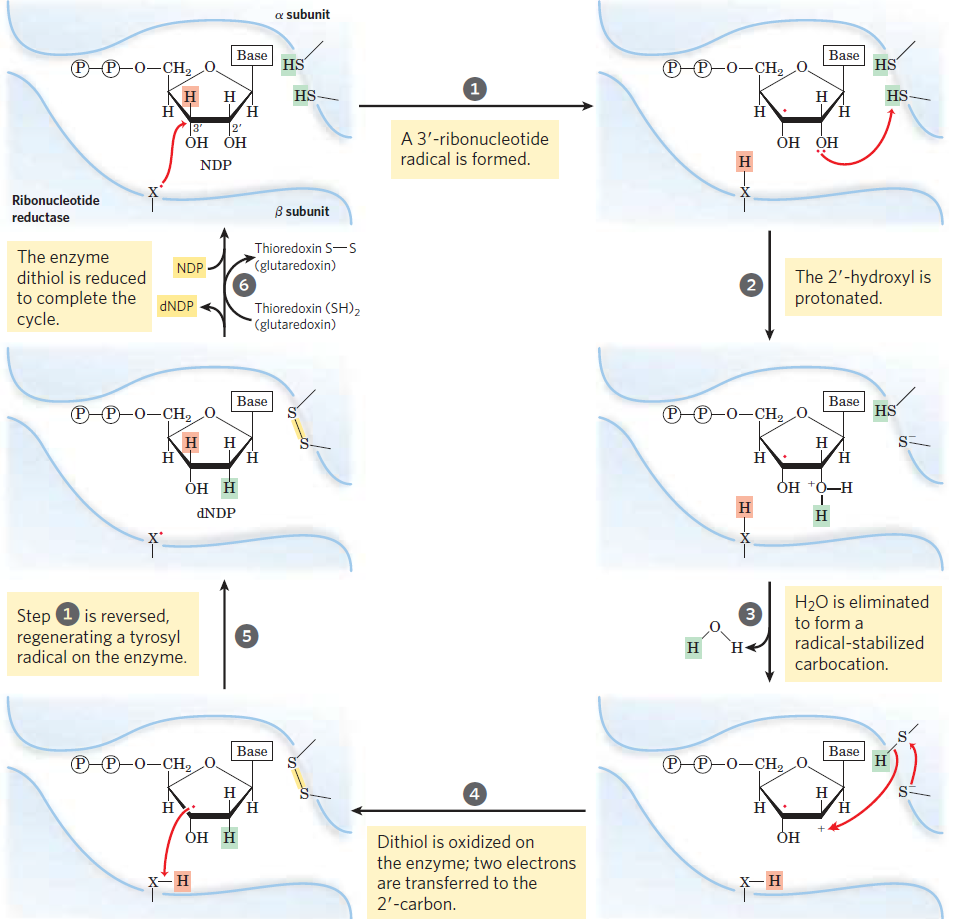 α subunit
Base
HS
P–P–O–CH2 O
HS
H H
H H
3′ 2′
OH OH
NDP
X•
Ribonucleotide
reductase
β subunit
1
A 3′-ribonucleotide
radical is formed.
Base
HS
P–P–O–CH2 O
HS
H
H • H
OH OH
H
X
2
The 2′-hydroxyl is
protonated.
The enzyme
dithiol is reduced
to complete the
cycle.
NDP
dNDP
6
Thioredoxin S—S
(glutaredoxin)
Thioredoxin (SH)2
(glutaredoxin)
Base
P–P–O–CH2 O
S
S
H H
H H
OH H
dNDP
X•
Base
HS
P–P–O–CH2 O
S−
H
H • H
OH +O—H
H
H
X
3
H2O is eliminated
to form a
radical-stabilized
carbocation.
O
H H
Step 1 is reversed,
regenerating a tyrosyl
radical on the enzyme.
5
Base
P–P–O–CH2 O
S
S
H
H • H
OH H
X—H
4
Dithiol is oxidized on
the enzyme; two electrons
are transferred to the
2′-carbon.
S
Base
H
P–P–O–CH2 O
S−
H
H • H
+
OH
X—H